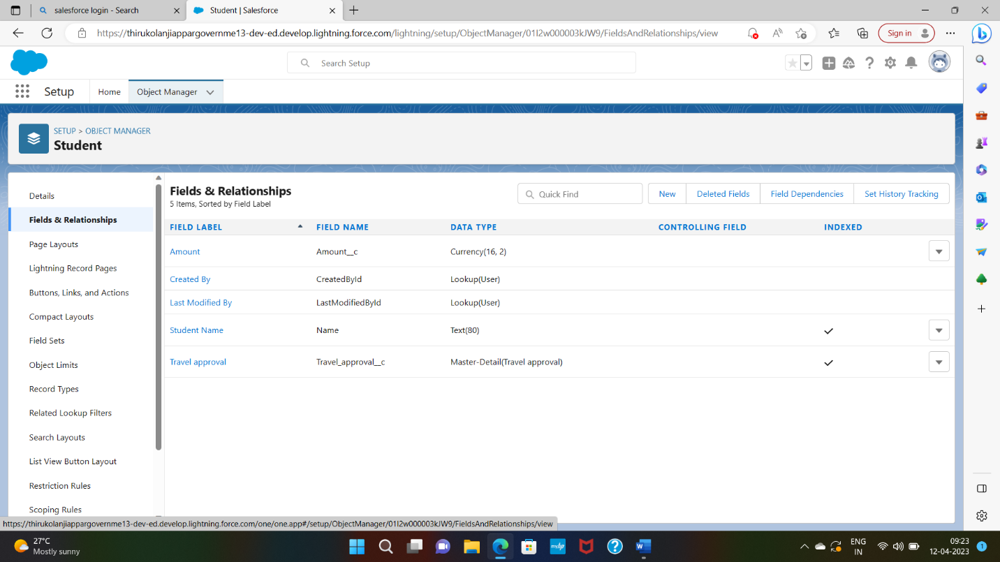 salesforce login - Search
Student | Salesforce
https://thirukolanjiappargovernme13-dev-ed.develop.lightning.force.com/lightning/setup/ObjectManager/01I2w000003kJW9/FieldsAndRelationships/view
Sign in
Search Setup
Setup
Home
Object Manager
SETUP > OBJECT MANAGER
Student
Details
Fields & Relationships
Page Layouts
Lightning Record Pages
Buttons, Links, and Actions
Compact Layouts
Field Sets
Object Limits
Record Types
Related Lookup Filters
Search Layouts
List View Button Layout
Restriction Rules
Scoping Rules
Fields & Relationships
5 Items, Sorted by Field Label
Quick Find
New
Deleted Fields
Field Dependencies
Set History Tracking
FIELD LABEL FIELD NAME DATA TYPE CONTROLLING FIELD INDEXED
Amount Amount__c Currency(16, 2)
Created By CreatedById Lookup(User)
Last Modified By LastModifiedById Lookup(User)
Student Name Name Text(80)
Travel approval Travel_approval__c Master-Detail(Travel approval)
https://thirukolanjiappargovernme13-dev-ed.develop.lightning.force.com/one/one.app#/setup/ObjectManager/01I2w000003kJW9/FieldsAndRelationships/view
27°C
Mostly sunny
ENG
IN
09:23
12-04-2023
1